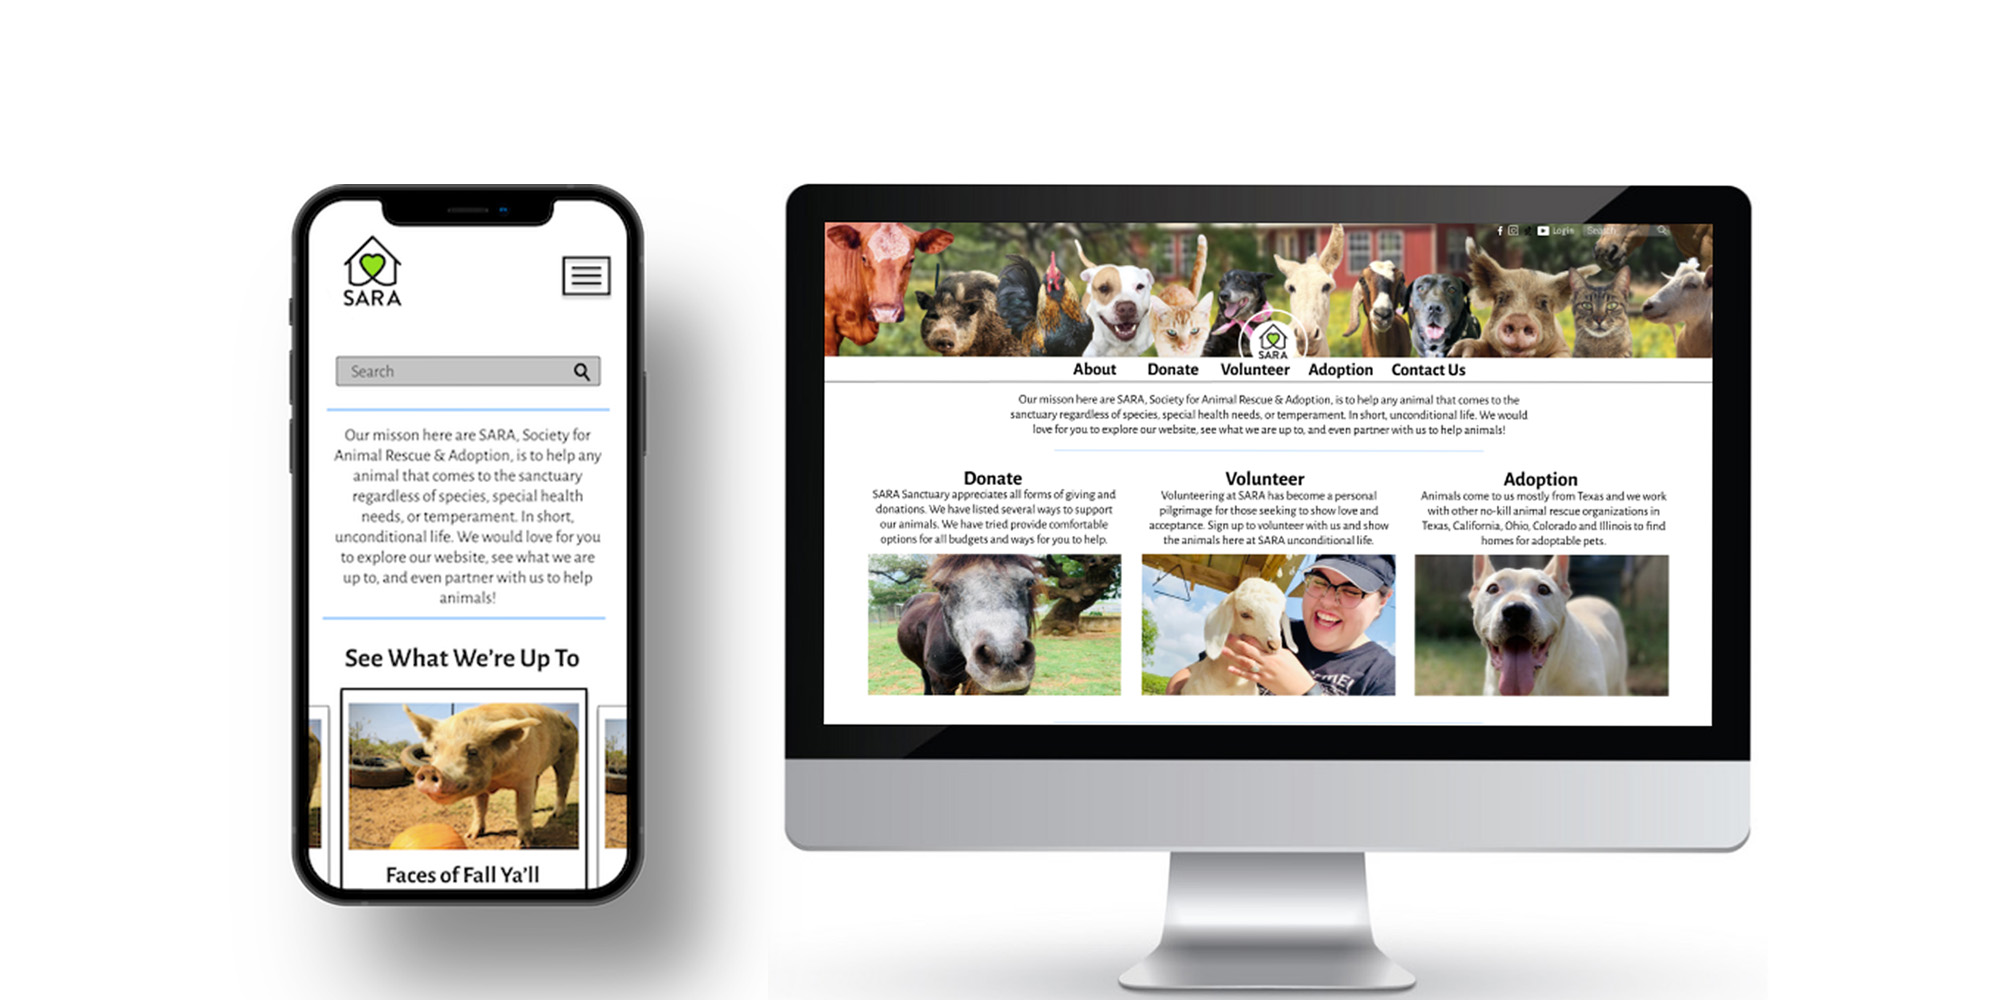 SARA
Search
Our misson here are SARA, Society for
Animal Rescue & Adoption, is to help any
animal that comes to the sanctuary
regardless of species, special health
needs, or temperament. In short,
unconditional life. We would love for you
to explore our website, see what we are
up to, and even partner with us to help
animals!
See What We're Up To
Faces of Fall Ya'll
Login
Search
SARA
About Donate Volunteer Adoption Contact Us
Our misson here are SARA, Society for Animal Rescue & Adoption, is to help any animal that comes to the
sanctuary regardless of species, special health needs, or temperament. In short, unconditional life. We would
love for you to explore our website, see what we are up to, and even partner with us to help animals!
Donate
SARA Sanctuary appreciates all forms of giving and
donations. We have listed several ways to support
our animals. We have tried provide comfortable
options for all budgets and ways for you to help.
Volunteer
Volunteering at SARA has become a personal
pilgrimage for those seeking to show love and
acceptance. Sign up to volunteer with us and show
the animals here at SARA unconditional life.
Adoption
Animals come to us mostly from Texas and we work
with other no-kill animal rescue organizations in
Texas, California, Ohio, Colorado and Illinois to find
homes for adoptable pets.